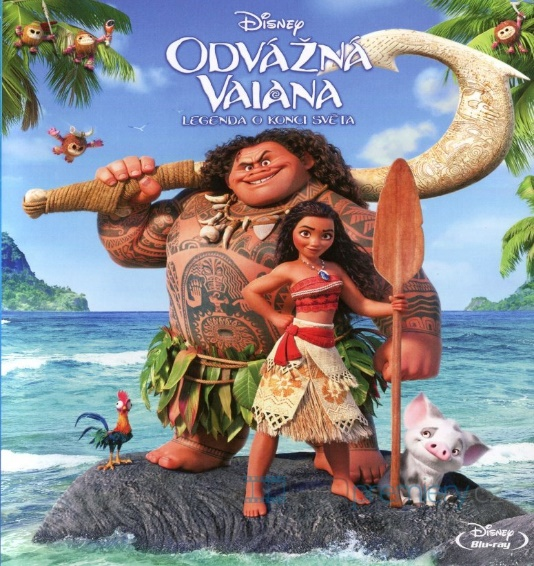 Disney
ODVÁŽNÁ
VAIANA
LEGENDA O KONCI SVĚTA
Disney
Blu-ray